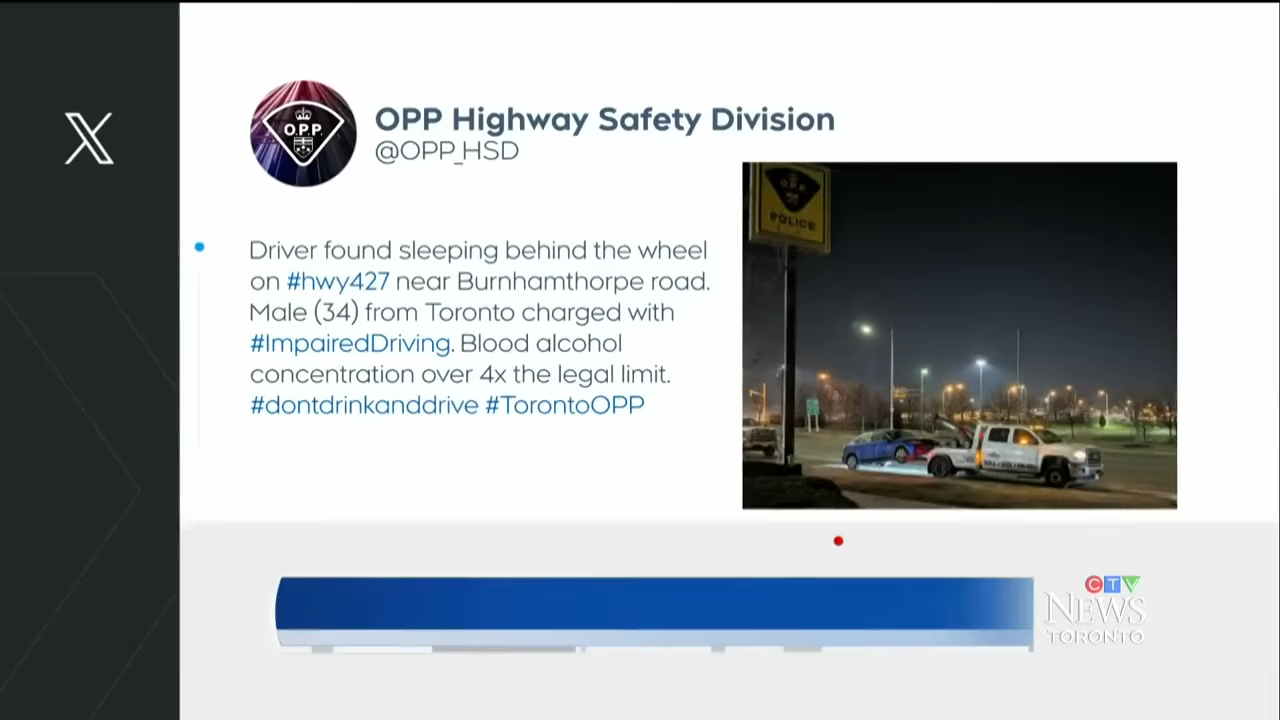 X
O.P.P.
OPP Highway Safety Division
@OPP_HSD
Driver found sleeping behind the wheel
on #hwy427 near Burnhamthorpe road.
Male (34) from Toronto charged with
#ImpairedDriving. Blood alcohol
concentration over 4x the legal limit.
#dontdrinkanddrive #TorontoOPP
O.P.P.
POLICE
CTV
NEWS
TORONTO